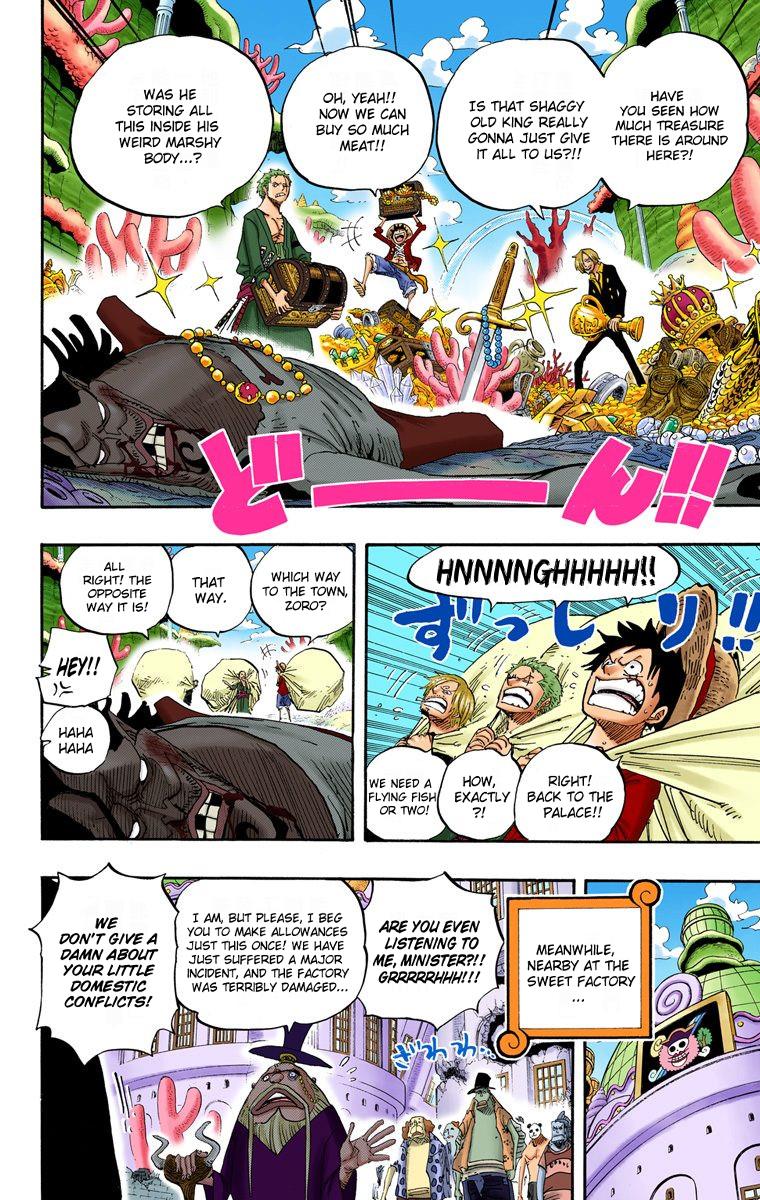 HAVE
YOU SEEN HOW
MUCH TREASURE
THERE IS AROUND
HERE?!
IS THAT SHAGGY
OLD KING REALLY
GONNA JUST GIVE
IT ALL TO US?!!
OH, YEAH!!
NOW WE CAN
BUY SO MUCH
MEAT!!
WAS HE
STORING ALL
THIS INSIDE HIS
WEIRD MARSHY
BODY...?
どーん!!
HNNNNGHHHHH!!
ずっしり!!
RIGHT!
BACK TO THE
PALACE!!
HOW,
EXACTLY
?!
WE NEED A
FLYING FISH
OR TWO!
WHICH WAY
TO THE TOWN,
ZORO?
THAT
WAY.
ALL
RIGHT! THE
OPPOSITE
WAY IT IS!
HEY!!
HAHA
HAHA
MEANWHILE,
NEARBY AT THE
SWEET FACTORY
...
ARE YOU EVEN
LISTENING TO
ME, MINISTER?!!
GRRRRRHHH!!!
I AM, BUT PLEASE, I BEG
YOU TO MAKE ALLOWANCES
JUST THIS ONCE! WE HAVE
JUST SUFFERED A MAJOR
INCIDENT, AND THE FACTORY
WAS TERRIBLY DAMAGED...
WE
DON'T GIVE A
DAMN ABOUT
YOUR LITTLE
DOMESTIC
CONFLICTS!
ざわわ...